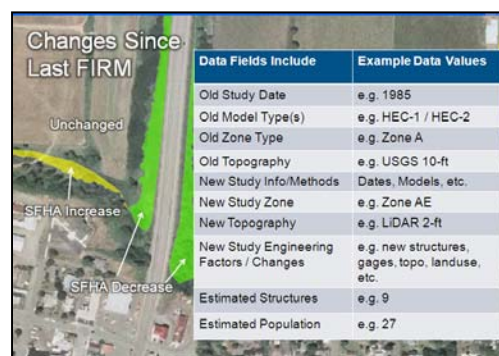 Changes Since
Last FIRM
Unchanged
SFHA Increase
SFHA Decrease
Data Fields Include Example Data Values
Old Study Date e.g. 1985
Old Model Type(s) e.g. HEC-1 / HEC-2
Old Zone Type e.g. Zone A
Old Topography e.g. USGS 10-ft
New Study Info/Methods Dates, Models, etc.
New Study Zone e.g. Zone AE
New Topography e.g. LiDAR 2-ft
New Study Engineering e.g. new structures,
Factors / Changes gages, topo, landuse,
etc.
Estimated Structures e.g. 9
Estimated Population e.g. 27